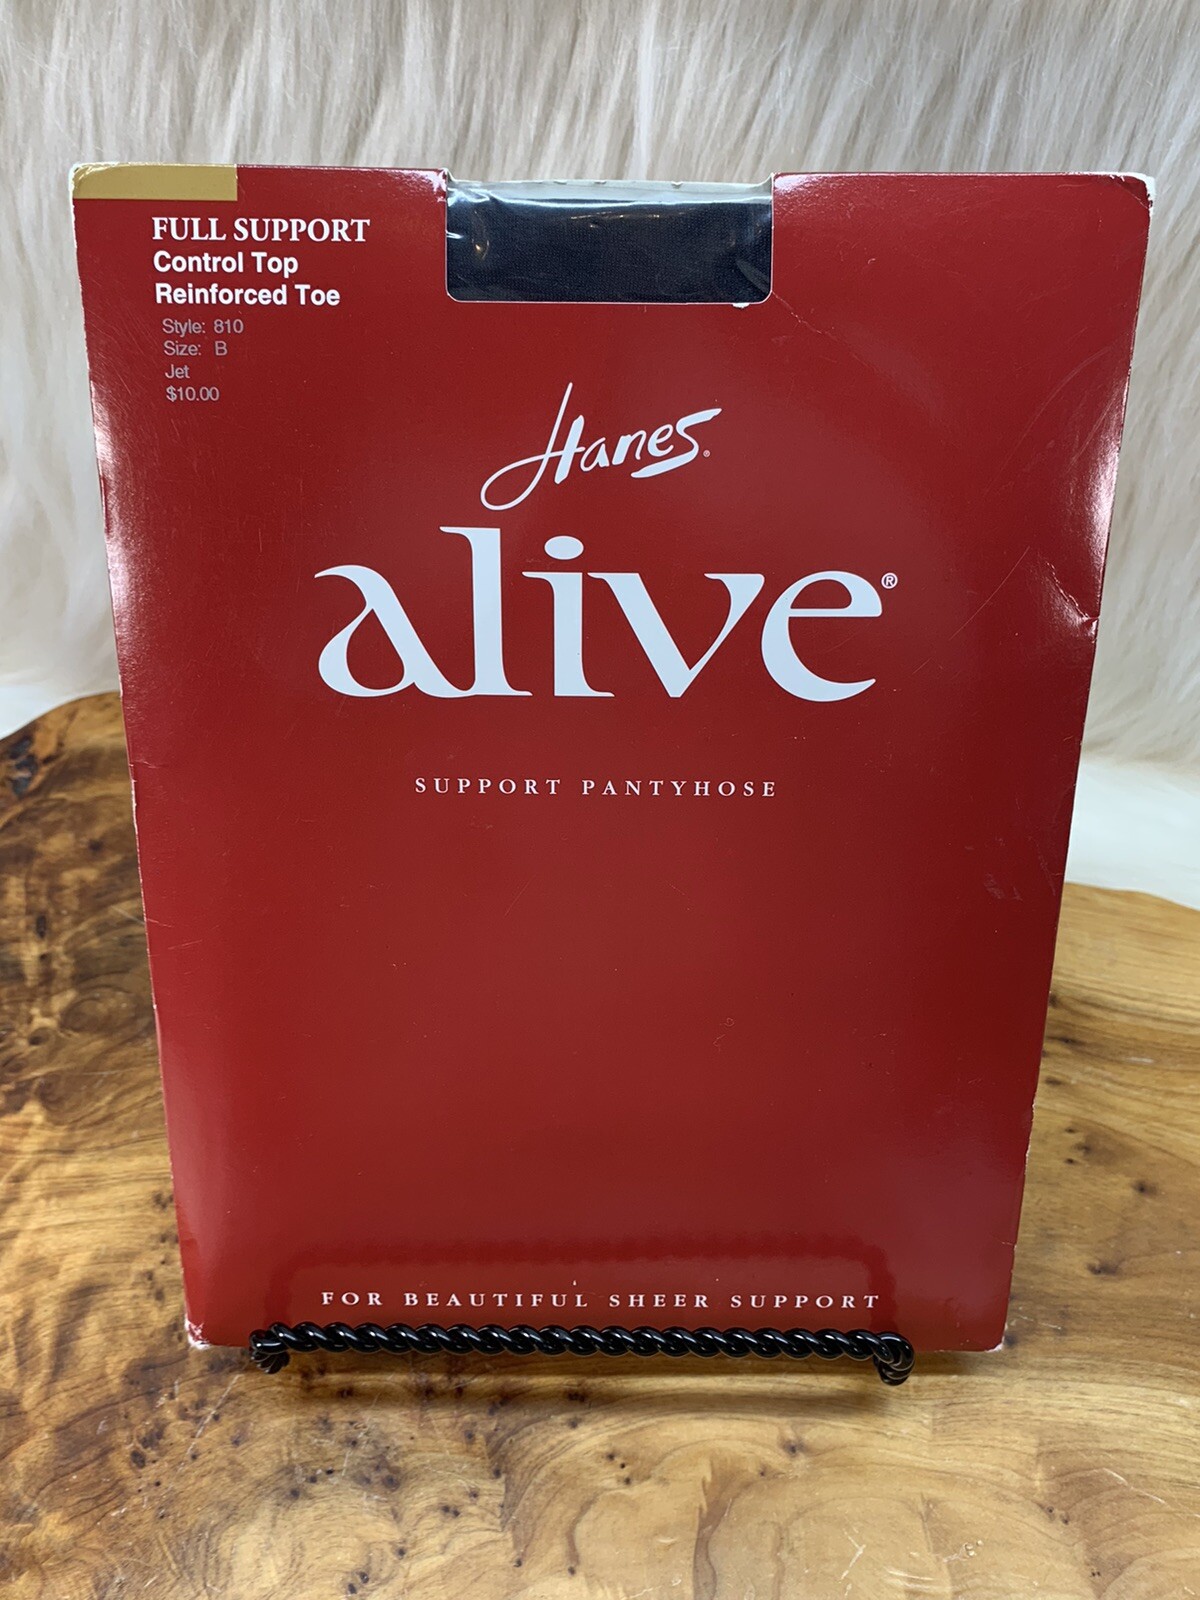 FULL SUPPORT
Control Top
Reinforced Toe
Style: 810
Size: B
Jet
$10.00
Hanes®
alive®
SUPPORT PANTYHOSE
FOR BEAUTIFUL SHEER SUPPORT